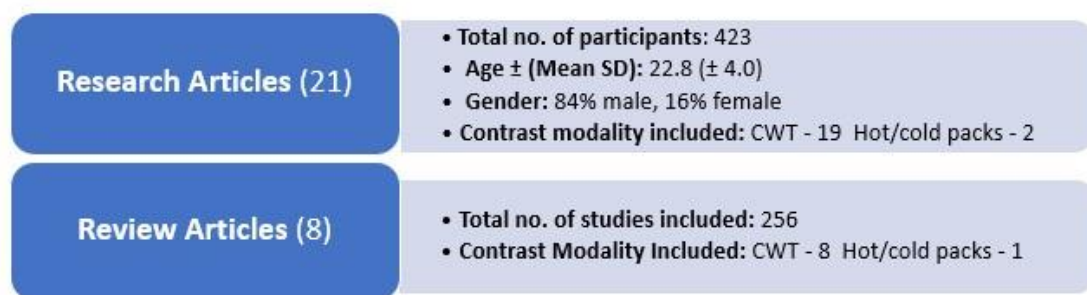 Research Articles (21)
• Total no. of participants: 423
• Age ± (Mean SD): 22.8 (± 4.0)
• Gender: 84% male, 16% female
• Contrast modality included: CWT - 19 Hot/cold packs - 2
Review Articles (8)
• Total no. of studies included: 256
• Contrast Modality Included: CWT - 8 Hot/cold packs - 1